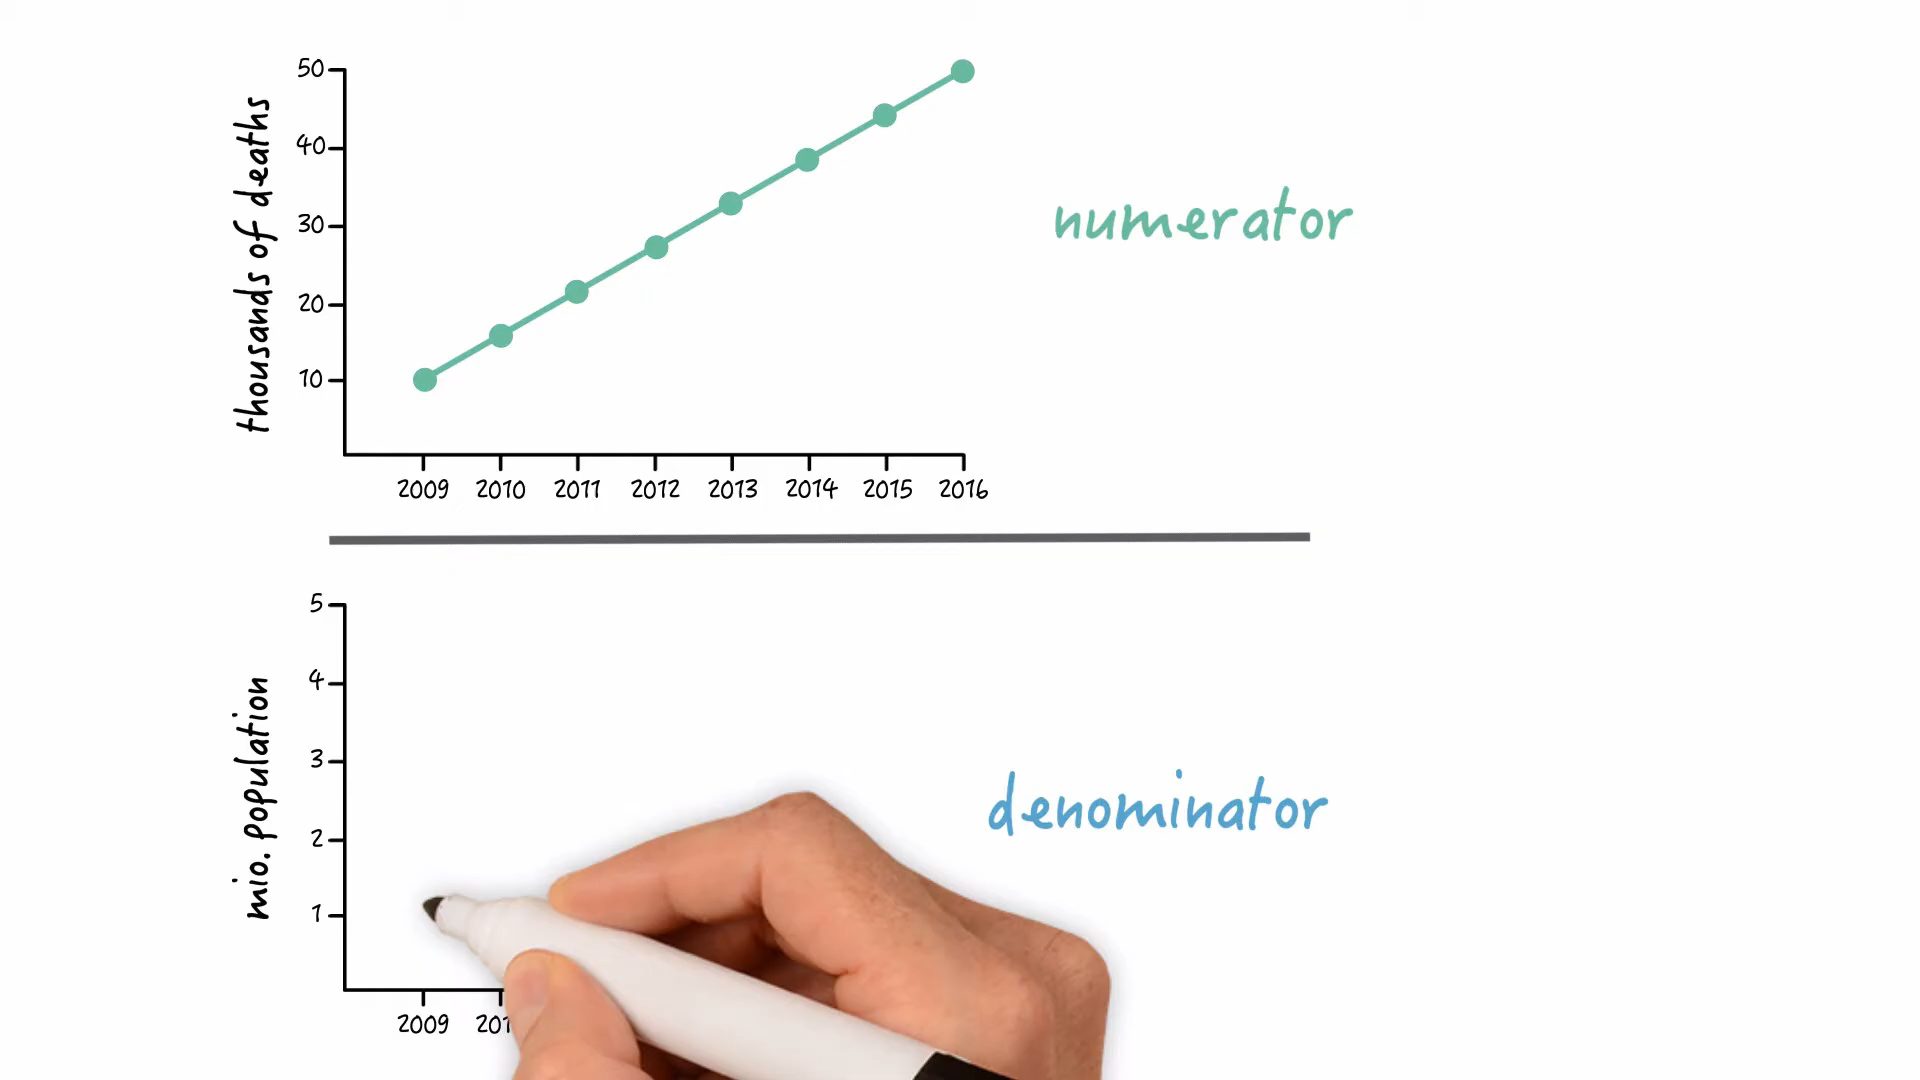 thousands of deaths
50
40
30
20
10
2009 2010 2011 2012 2013 2014 2015 2016
numerator
mio. population
5
4
3
2
1
2009
denominator